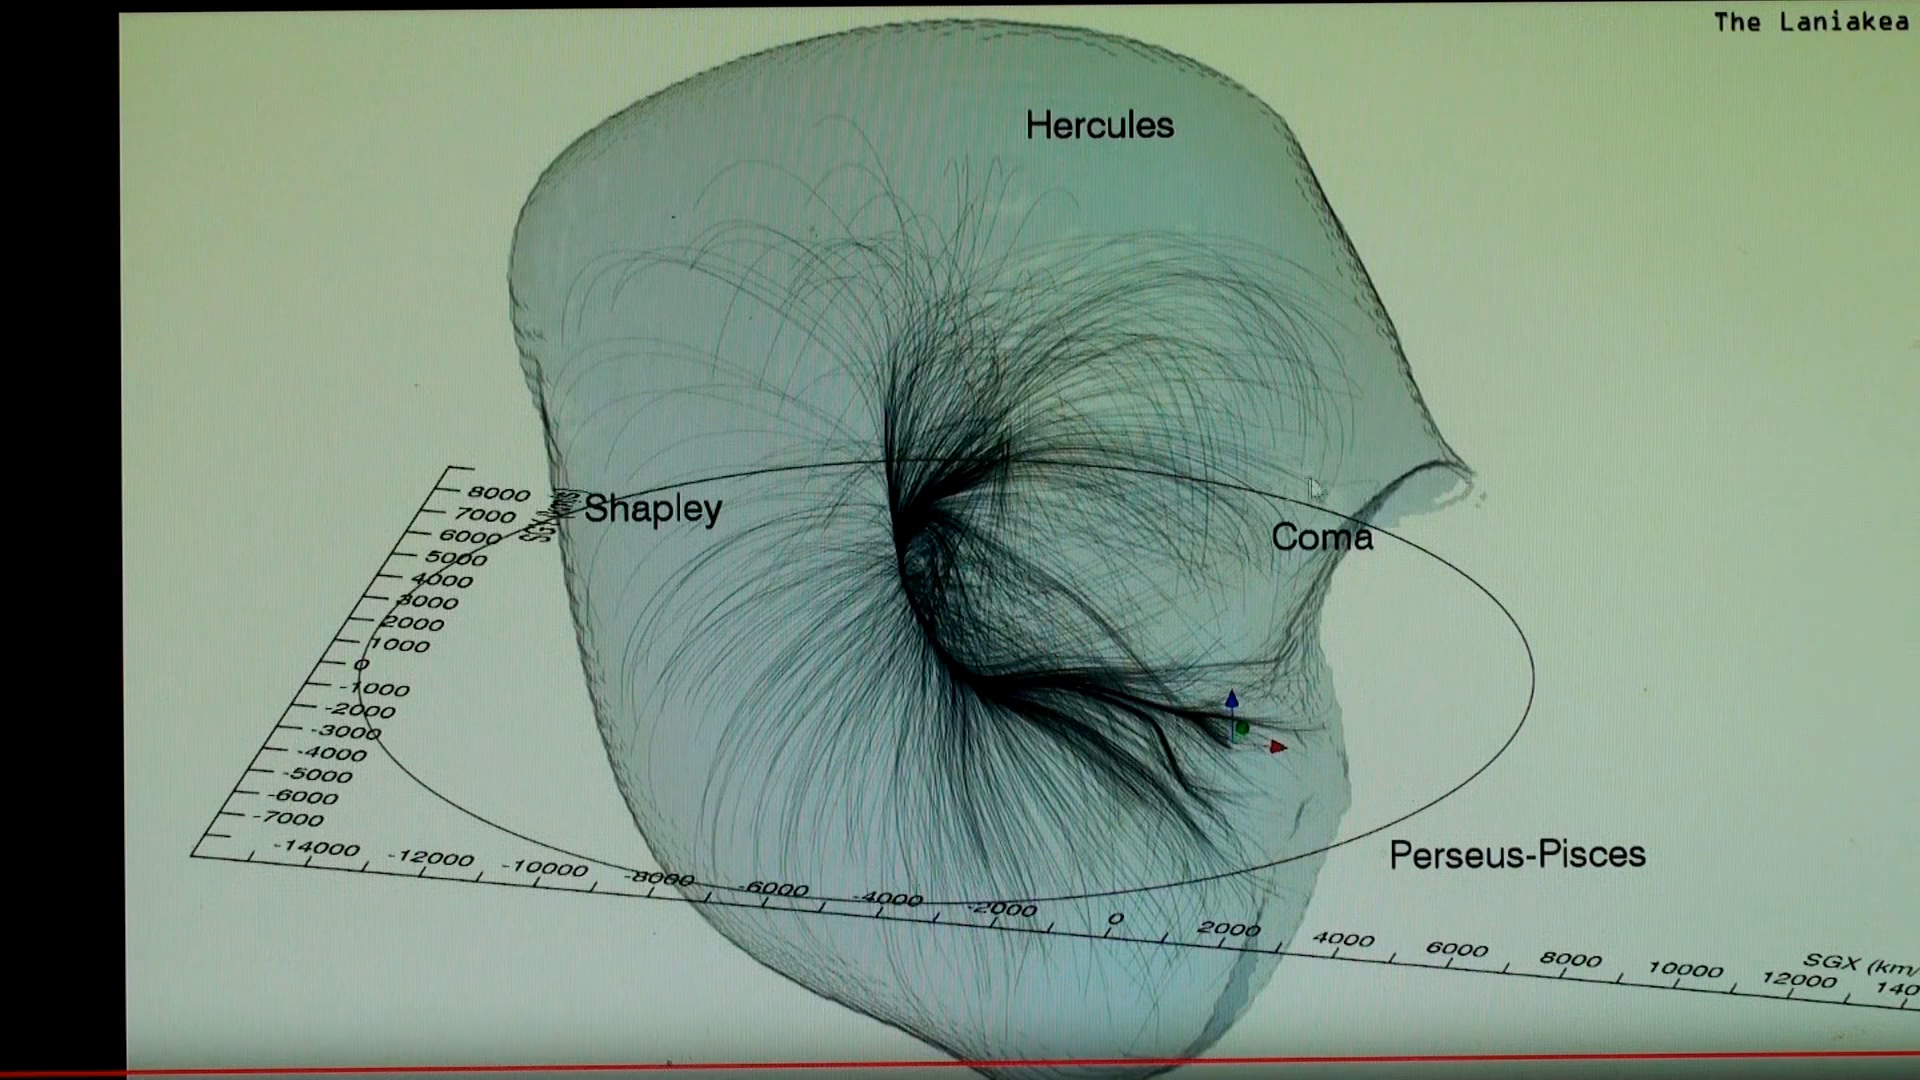 The Laniakea
Hercules
Shapley
Coma
Perseus-Pisces
8000
7000
6000
5000
4000
3000
2000
1000
0
-1000
-2000
-3000
-4000
-5000
-6000
-7000
-14000 -12000 -10000 -8000 -6000 -4000 -2000 0 2000 4000 6000 8000 10000 12000
SGX (km/